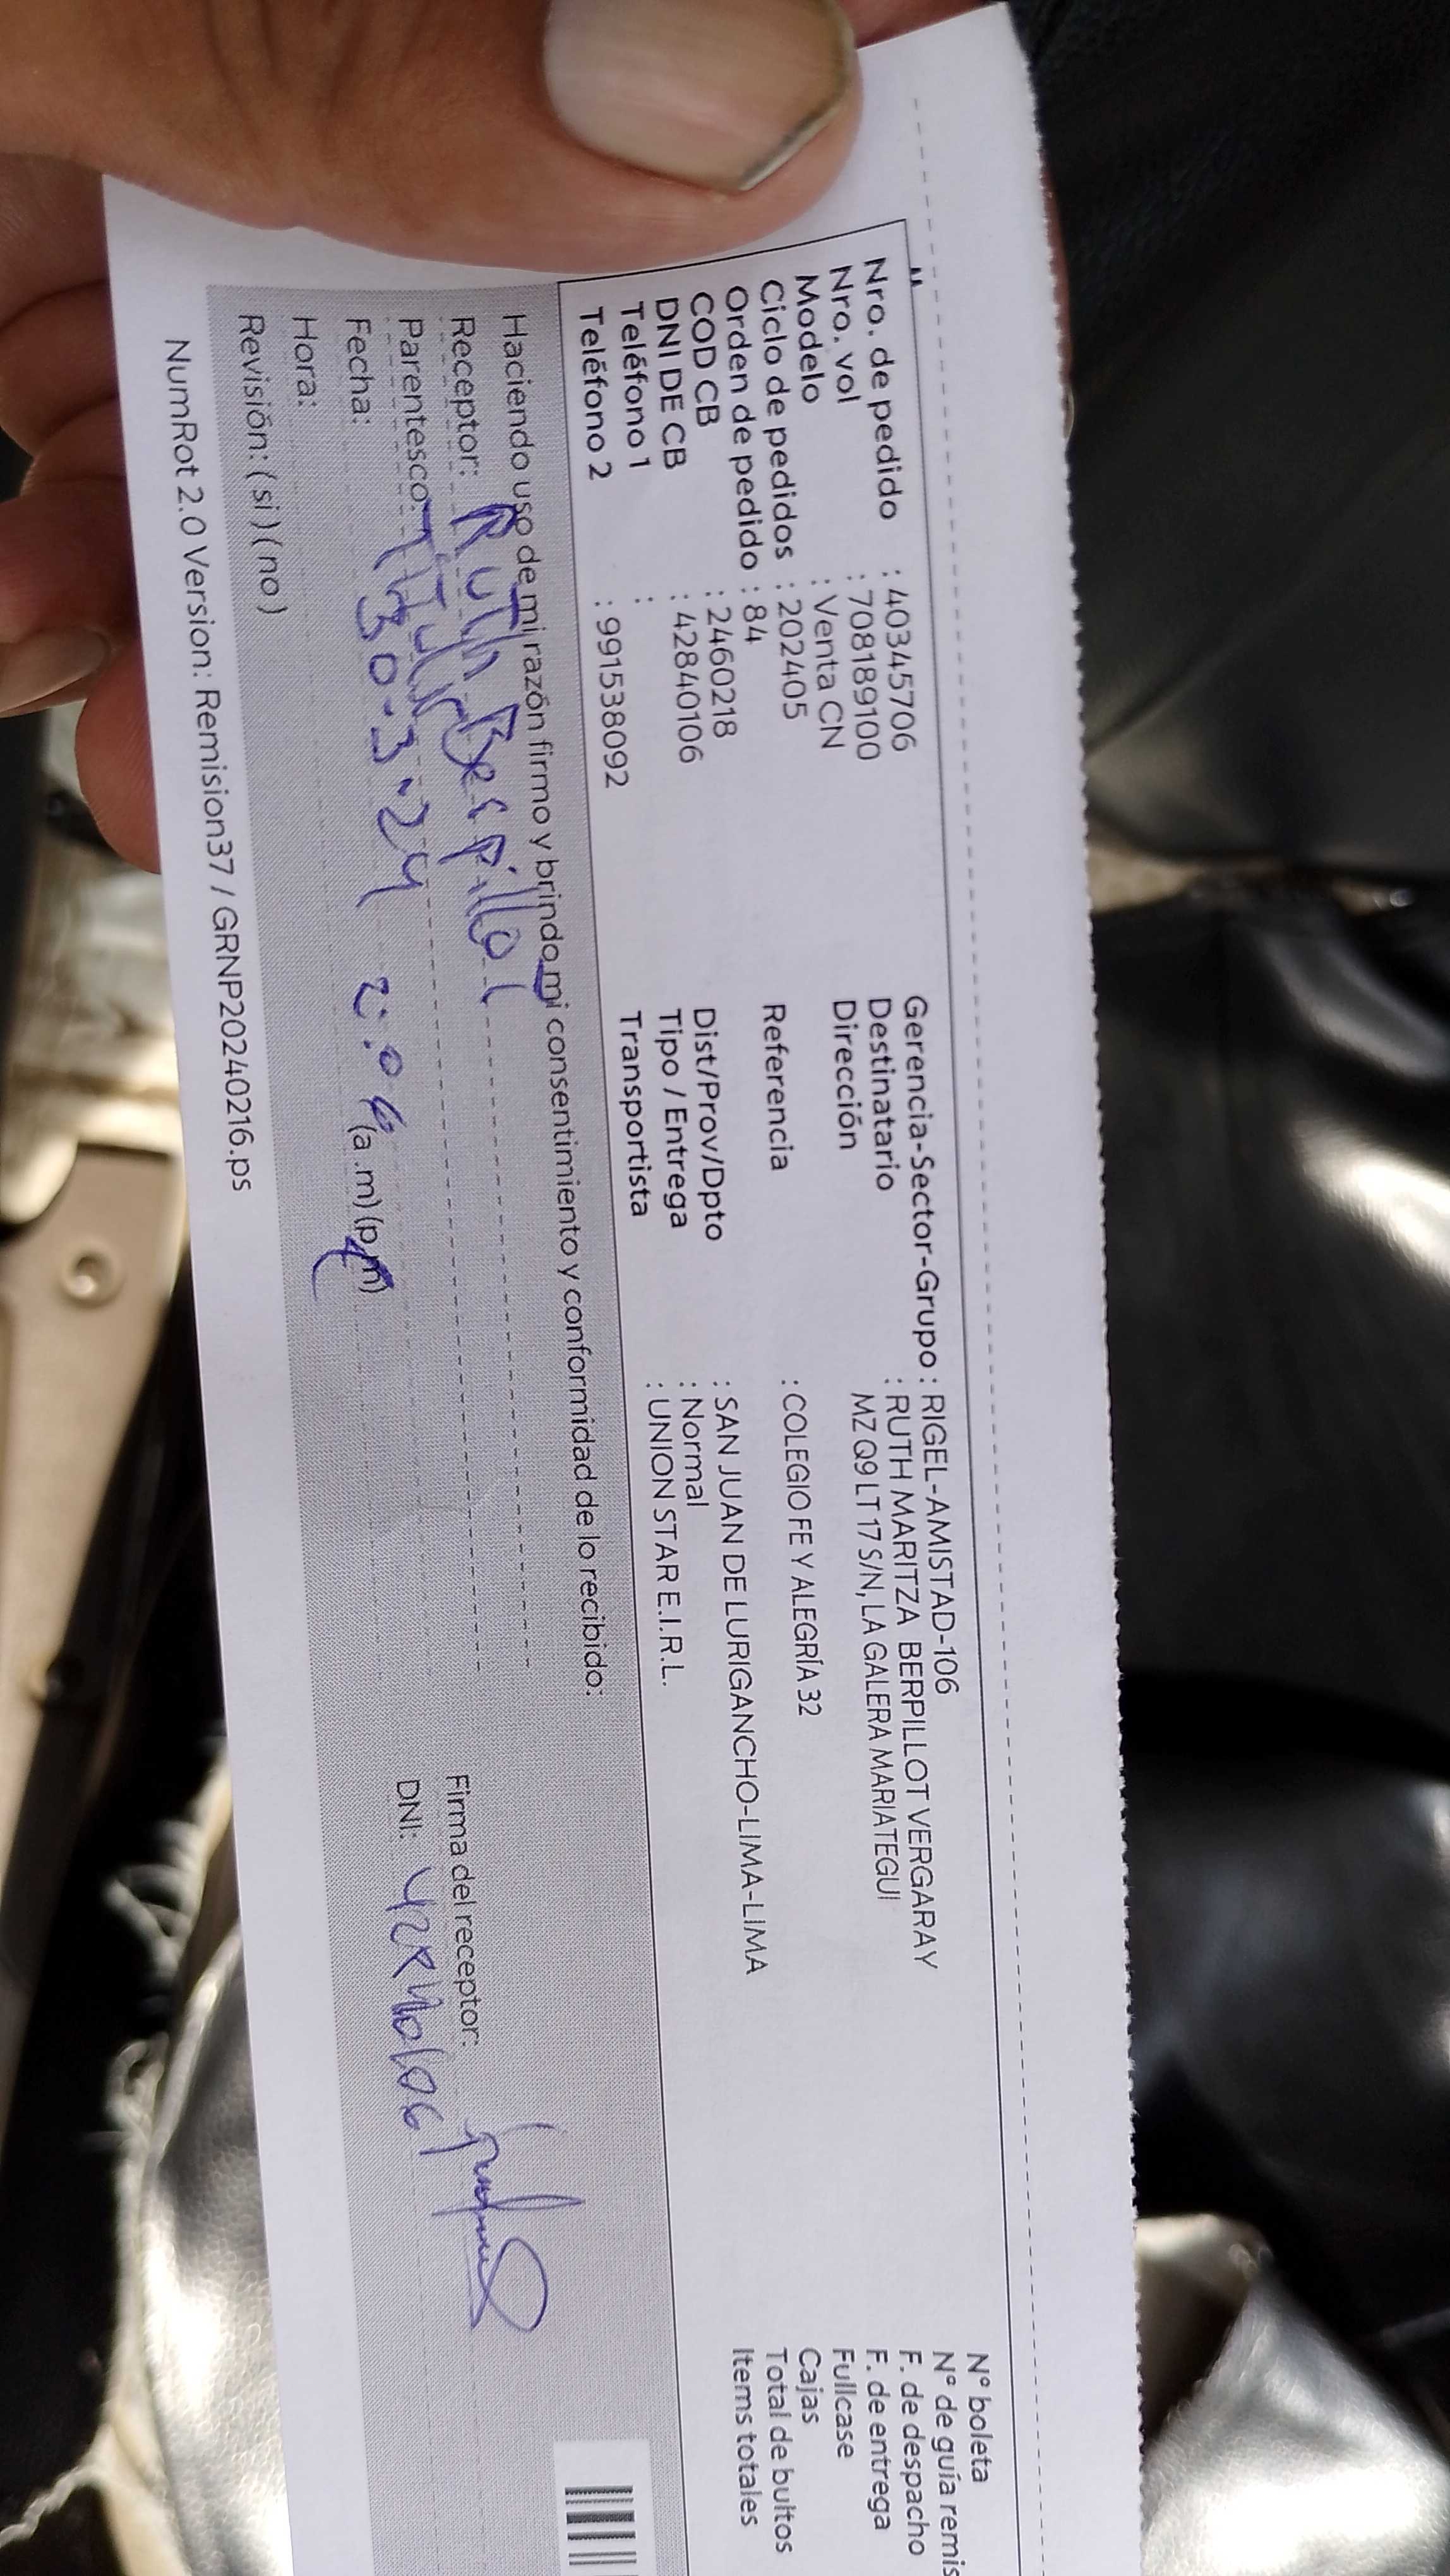 Nro. de pedido : 40345706
Nro. vol : 708189100
Modelo : Venta CN
Ciclo de pedidos : 202405
Orden de pedido : 84
COD CB : 2460218
DNI DE CB : 42840106
Teléfono 1 :
Teléfono 2 : 991538092
Gerencia-Sector-Grupo : RIGEL-AMISTAD-106
Destinatario : RUTH MARITZA BERPILLOT VERGARAY
Dirección MZ Q9 LT 17 S/N, LA GALERA MARIATEGUI
Referencia : COLEGIO FE Y ALEGRÍA 32
Dist/Prov/Dpto : SAN JUAN DE LURIGANCHO-LIMA-LIMA
Tipo / Entrega : Normal
Transportista : UNION STAR E.I.R.L.
N° boleta
N° de guía remis
F. de despacho
F. de entrega
Fullcase
Cajas
Total de bultos
Items totales
Haciendo uso de mi razón firmo y brindo mi consentimiento y conformidad de lo recibido:
Receptor: Ruth Berpillot
Parentesco: Titular
Fecha: 30-3-24
Hora: 2:06 (a.m) (p.m)
Revisión: (si) (no)
Firma del receptor:
DNI: 42840106
NumRot 2.0 Version: Remision37 / GRNP20240216.ps